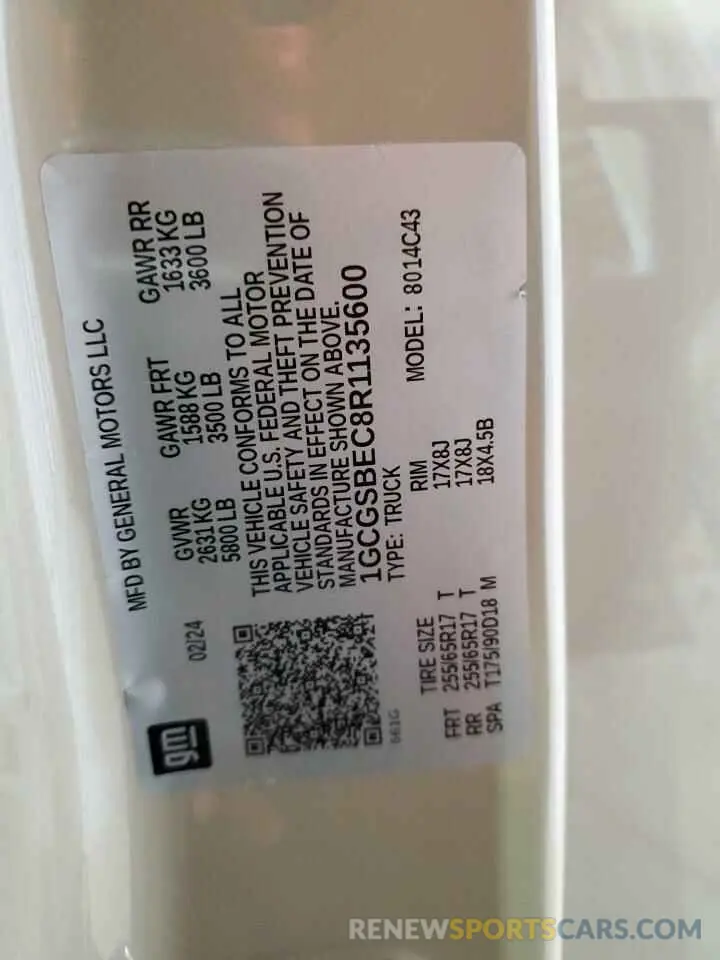 gm
02/24
MFD BY GENERAL MOTORS LLC
GVWR GAWR FRT GAWR RR
2631 KG 1588 KG 1633 KG
5800 LB 3500 LB 3600 LB
THIS VEHICLE CONFORMS TO ALL
APPLICABLE U.S. FEDERAL MOTOR
VEHICLE SAFETY AND THEFT PREVENTION
STANDARDS IN EFFECT ON THE DATE OF
MANUFACTURE SHOWN ABOVE.
1GCGSBEC8R1135600
TYPE: TRUCK MODEL: 8014C43
661G
TIRE SIZE RIM
FRT 255/65R17 T 17X8J
RR 255/65R17 T 17X8J
SPA T175/90D18 M 18X4.5B
RENEWSPORTSCARS.COM